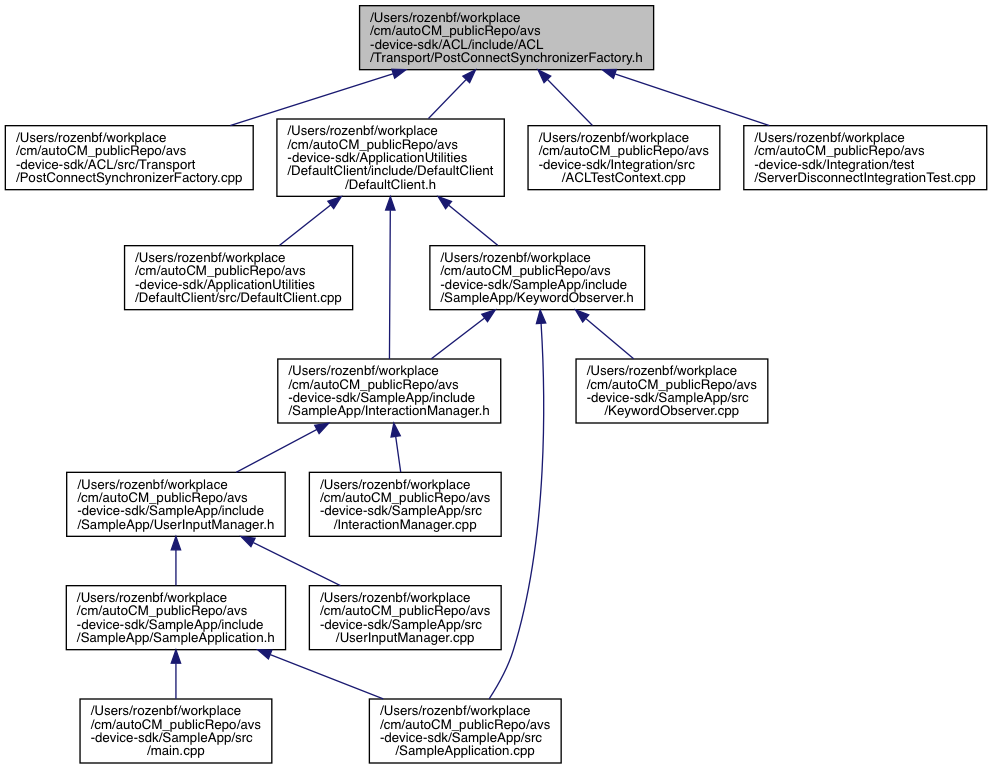 /Users/rozenbf/workplace
/cm/autoCM_publicRepo/avs
-device-sdk/ACL/include/ACL
/Transport/PostConnectSynchronizerFactory.h
/Users/rozenbf/workplace
/cm/autoCM_publicRepo/avs
-device-sdk/ACL/src/Transport
/PostConnectSynchronizerFactory.cpp
/Users/rozenbf/workplace
/cm/autoCM_publicRepo/avs
-device-sdk/ApplicationUtilities
/DefaultClient/include/DefaultClient
/DefaultClient.h
/Users/rozenbf/workplace
/cm/autoCM_publicRepo/avs
-device-sdk/Integration/src
/ACLTestContext.cpp
/Users/rozenbf/workplace
/cm/autoCM_publicRepo/avs
-device-sdk/Integration/test
/ServerDisconnectIntegrationTest.cpp
/Users/rozenbf/workplace
/cm/autoCM_publicRepo/avs
-device-sdk/ApplicationUtilities
/DefaultClient/src/DefaultClient.cpp
/Users/rozenbf/workplace
/cm/autoCM_publicRepo/avs
-device-sdk/SampleApp/include
/SampleApp/KeywordObserver.h
/Users/rozenbf/workplace
/cm/autoCM_publicRepo/avs
-device-sdk/SampleApp/include
/SampleApp/InteractionManager.h
/Users/rozenbf/workplace
/cm/autoCM_publicRepo/avs
-device-sdk/SampleApp/src
/KeywordObserver.cpp
/Users/rozenbf/workplace
/cm/autoCM_publicRepo/avs
-device-sdk/SampleApp/include
/SampleApp/UserInputManager.h
/Users/rozenbf/workplace
/cm/autoCM_publicRepo/avs
-device-sdk/SampleApp/src
/InteractionManager.cpp
/Users/rozenbf/workplace
/cm/autoCM_publicRepo/avs
-device-sdk/SampleApp/include
/SampleApp/SampleApplication.h
/Users/rozenbf/workplace
/cm/autoCM_publicRepo/avs
-device-sdk/SampleApp/src
/UserInputManager.cpp
/Users/rozenbf/workplace
/cm/autoCM_publicRepo/avs
-device-sdk/SampleApp/src
/main.cpp
/Users/rozenbf/workplace
/cm/autoCM_publicRepo/avs
-device-sdk/SampleApp/src
/SampleApplication.cpp